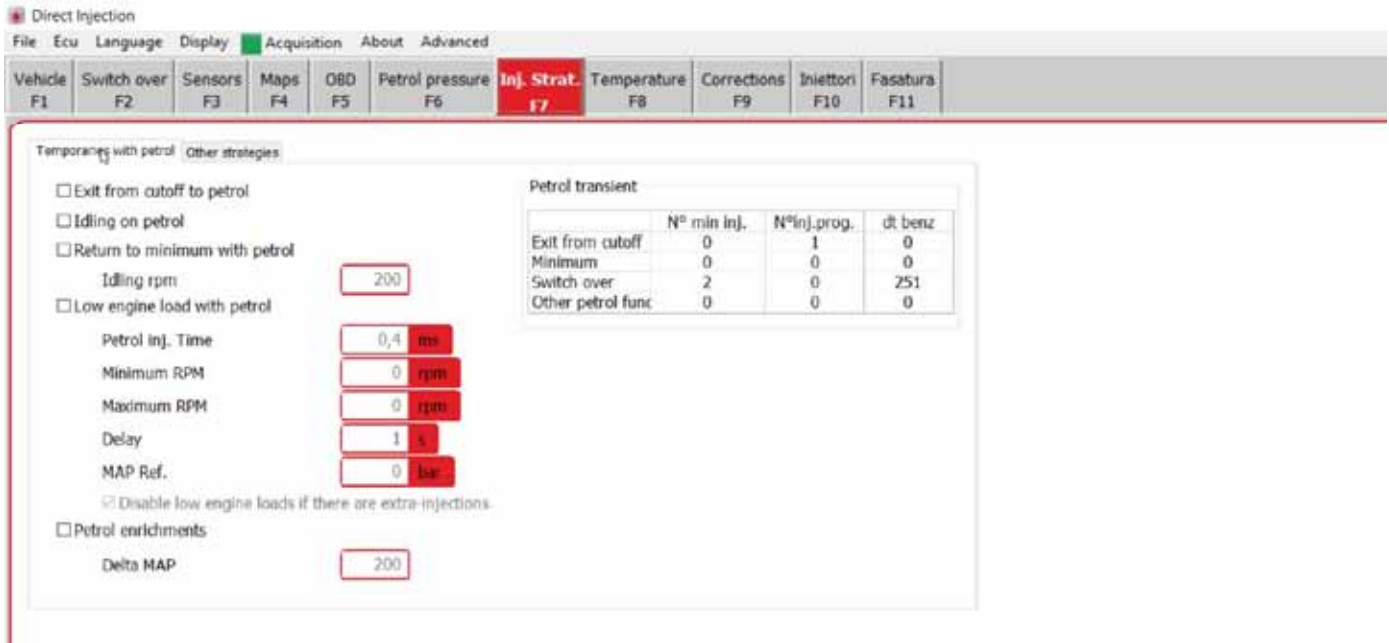 Direct Injection
File Ecu Language Display Acquisition About Advanced
Vehicle Switch over Sensors Maps OBD Petrol pressure Inj. Strat. Temperature Corrections Iniettori Fasatura
F1 F2 F3 F4 F5 F6 F7 F8 F9 F10 F11
Temporanes with petrol Other strategies
Exit from cutoff to petrol
Idling on petrol
Return to minimum with petrol
Idling rpm 200
Low engine load with petrol
Petrol inj. Time 0,4 ms
Minimum RPM 0 rpm
Maximum RPM 0 rpm
Delay 1 s
MAP Ref. 0 bar
Disable low engine loads if there are extra-injections
Petrol enrichments
Delta MAP 200
Petrol transient
N° min inj. N°inj.prog. dt benz
Exit from cutoff 0 1 0
Minimum 0 0 0
Switch over 2 0 251
Other petrol func 0 0 0